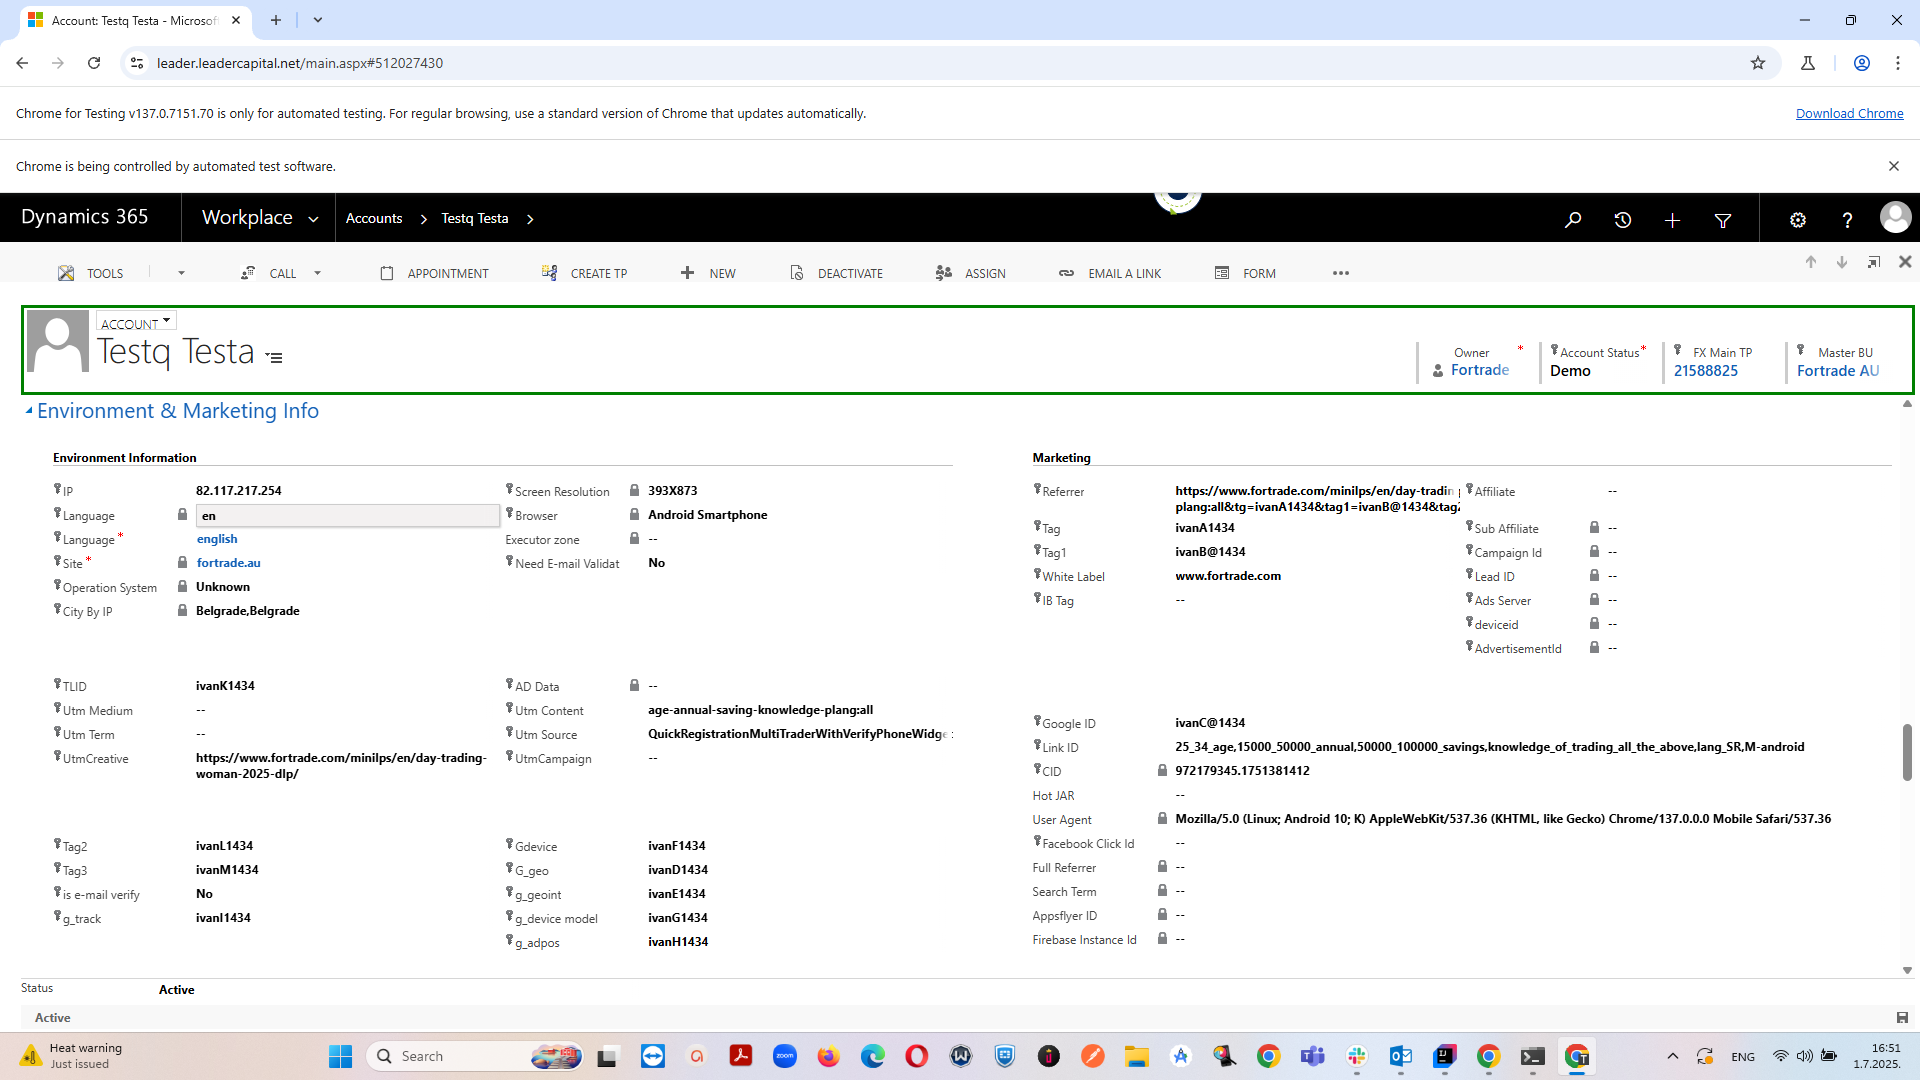 Account: Testq Testa - Microsof
leader.leadercapital.net/main.aspx#512027430
Chrome for Testing v137.0.7151.70 is only for automated testing. For regular browsing, use a standard version of Chrome that updates automatically.
Download Chrome
Chrome is being controlled by automated test software.
Dynamics 365
Workplace
Accounts
Testq Testa
TOOLS
CALL
APPOINTMENT
CREATE TP
NEW
DEACTIVATE
ASSIGN
EMAIL A LINK
FORM
ACCOUNT
Testq Testa
Owner *
Fortrade
Account Status *
Demo
FX Main TP
21588825
Master BU
Fortrade AU
Environment & Marketing Info
Environment Information
IP 82.117.217.254
Language en
Language * english
Site * fortrade.au
Operation System Unknown
City By IP Belgrade,Belgrade
Screen Resolution 393X873
Browser Android Smartphone
Executor zone --
Need E-mail Validat No
TLID ivanK1434
Utm Medium --
Utm Term --
UtmCreative https://www.fortrade.com/minilps/en/day-trading-
woman-2025-dlp/
AD Data --
Utm Content age-annual-saving-knowledge-plang:all
Utm Source QuickRegistrationMultiTraderWithVerifyPhoneWidge
UtmCampaign --
Tag2 ivanL1434
Tag3 ivanM1434
is e-mail verify No
g_track ivanI1434
Gdevice ivanF1434
G_geo ivanD1434
g_geoint ivanE1434
g_device model ivanG1434
g_adpos ivanH1434
Marketing
Referrer https://www.fortrade.com/minilps/en/day-tradin
plang:all&tg=ivanA1434&tag1=ivanB@1434&tag2
Tag ivanA1434
Tag1 ivanB@1434
White Label www.fortrade.com
IB Tag --
Affiliate --
Sub Affiliate --
Campaign Id --
Lead ID --
Ads Server --
deviceid --
AdvertisementId --
Google ID ivanC@1434
Link ID 25_34_age,15000_50000_annual,50000_100000_savings,knowledge_of_trading_all_the_above,lang_SR,M-android
CID 972179345.1751381412
Hot JAR --
User Agent Mozilla/5.0 (Linux; Android 10; K) AppleWebKit/537.36 (KHTML, like Gecko) Chrome/137.0.0.0 Mobile Safari/537.36
Facebook Click Id --
Full Referrer --
Search Term --
Appsflyer ID --
Firebase Instance Id --
Status Active
Active
Heat warning
Just issued
Search
zoom
ENG
16:51
1.7.2025.